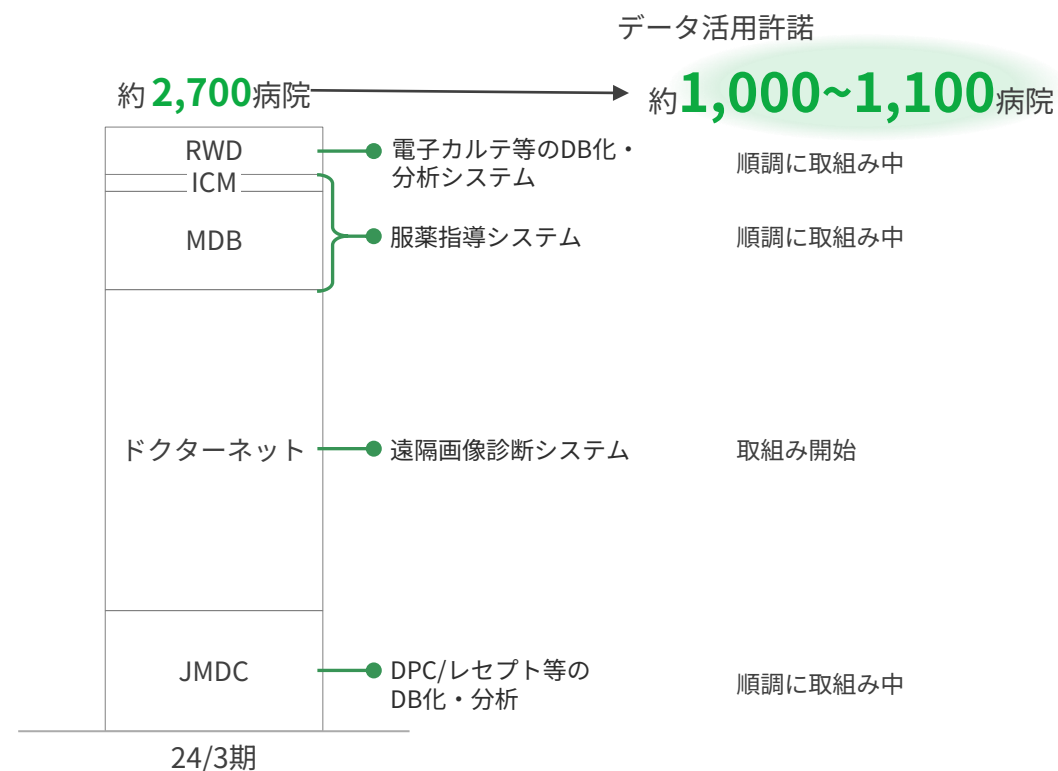 データ活用許諾
約 2,700病院
約1,000~1,100病院
RWD
電子カルテ等のDB化・
分析システム
順調に取組み中
ICM
MDB
服薬指導システム
順調に取組み中
ドクターネット
遠隔画像診断システム
取組み開始
JMDC
DPC/レセプト等の
DB化・分析
順調に取組み中
24/3期